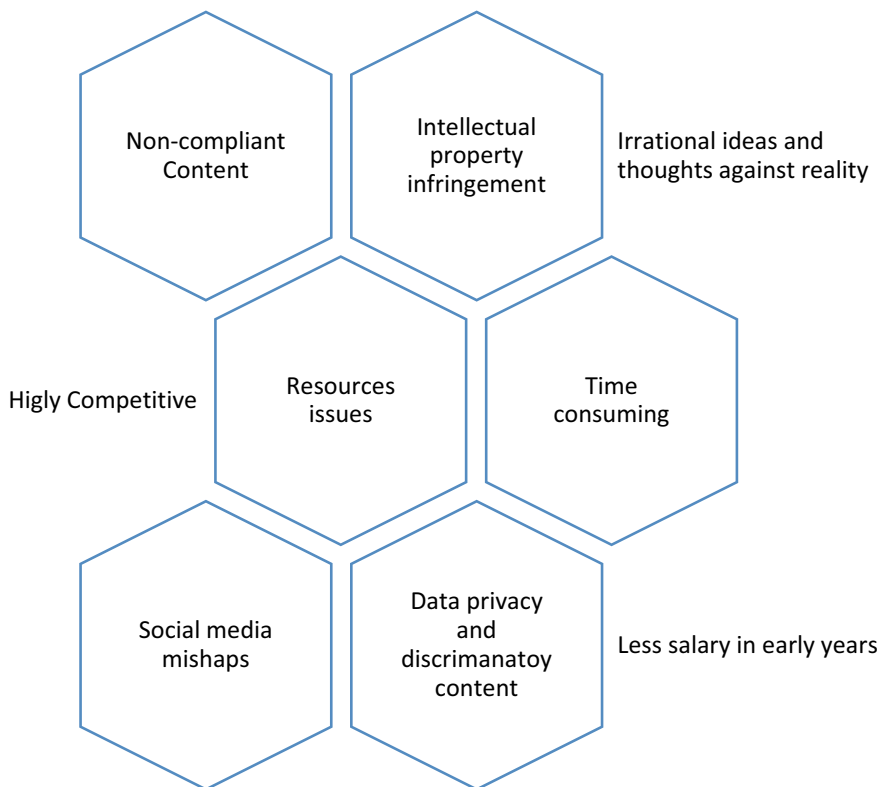 Non-compliant
Content
Intellectual
property
infringement
Irrational ideas and
thoughts against reality
Higly Competitive
Resources
issues
Time
consuming
Social media
mishaps
Data privacy
and
discrimanatoy
content
Less salary in early years